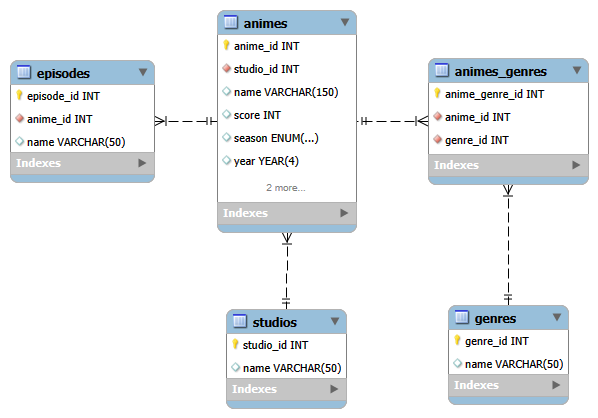 episodes
episode_id INT
anime_id INT
name VARCHAR(50)
Indexes
animes
anime_id INT
studio_id INT
name VARCHAR(150)
score INT
season ENUM(...)
year YEAR(4)
2 more...
Indexes
animes_genres
anime_genre_id INT
anime_id INT
genre_id INT
Indexes
studios
studio_id INT
name VARCHAR(50)
Indexes
genres
genre_id INT
name VARCHAR(50)
Indexes